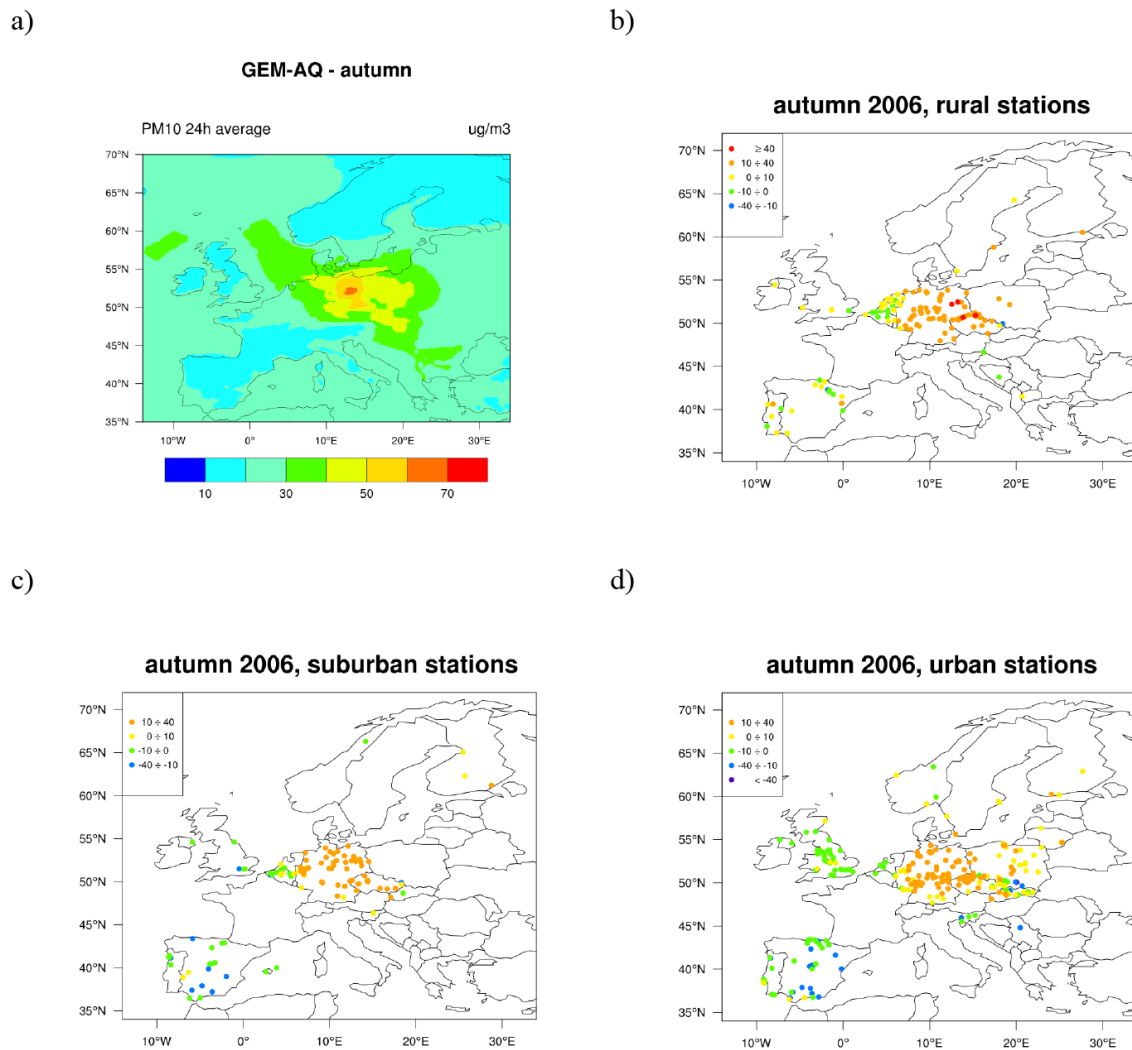 a)
b)
GEM-AQ - autumn
PM10 24h average ug/m3
70°N
65°N
60°N
55°N
50°N
45°N
40°N
35°N
10°W 0° 10°E 20°E 30°E
10 30 50 70
autumn 2006, rural stations
≥ 40
10 ÷ 40
0 ÷ 10
-10 ÷ 0
-40 ÷ -10
70°N
65°N
60°N
55°N
50°N
45°N
40°N
35°N
10°W 0° 10°E 20°E 30°E
c)
d)
autumn 2006, suburban stations
10 ÷ 40
0 ÷ 10
-10 ÷ 0
-40 ÷ -10
70°N
65°N
60°N
55°N
50°N
45°N
40°N
35°N
10°W 0° 10°E 20°E 30°E
autumn 2006, urban stations
10 ÷ 40
0 ÷ 10
-10 ÷ 0
-40 ÷ -10
< -40
70°N
65°N
60°N
55°N
50°N
45°N
40°N
35°N
10°W 0° 10°E 20°E 30°E